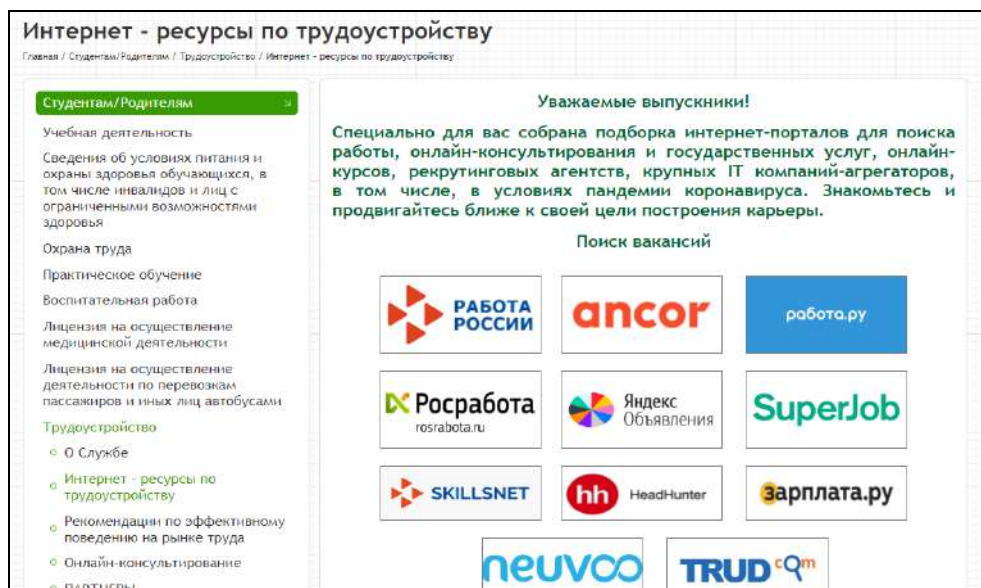 Интернет - ресурсы по трудоустройству
Главная / Студентам/Родителям / Трудоустройство / Интернет - ресурсы по трудоустройству
Студентам/Родителям
Учебная деятельность
Сведения об условиях питания и
охраны здоровья обучающихся, в
том числе инвалидов и лиц с
ограниченными возможностями
здоровья
Охрана труда
Практическое обучение
Воспитательная работа
Лицензия на осуществление
медицинской деятельности
Лицензия на осуществление
деятельности по перевозкам
пассажиров и иных лиц автобусами
Трудоустройство
О Службе
Интернет - ресурсы по
трудоустройству
Рекомендации по эффективному
поведению на рынке труда
Онлайн-консультирование
ПАРТНЕРЫ
Уважаемые выпускники!
Специально для вас собрана подборка интернет-порталов для поиска
работы, онлайн-консультирования и государственных услуг, онлайн-
курсов, рекрутинговых агентств, крупных IT компаний-агрегаторов,
в том числе, в условиях пандемии коронавируса. Знакомьтесь и
продвигайтесь ближе к своей цели построения карьеры.
Поиск вакансий
РАБОТА
РОССИИ
ancor
работа.ру
Росработа
rosrabota.ru
Яндекс
Объявления
SuperJob
SKILLSNET
hh HeadHunter
зарплата.ру
neuvoo
TRUD com